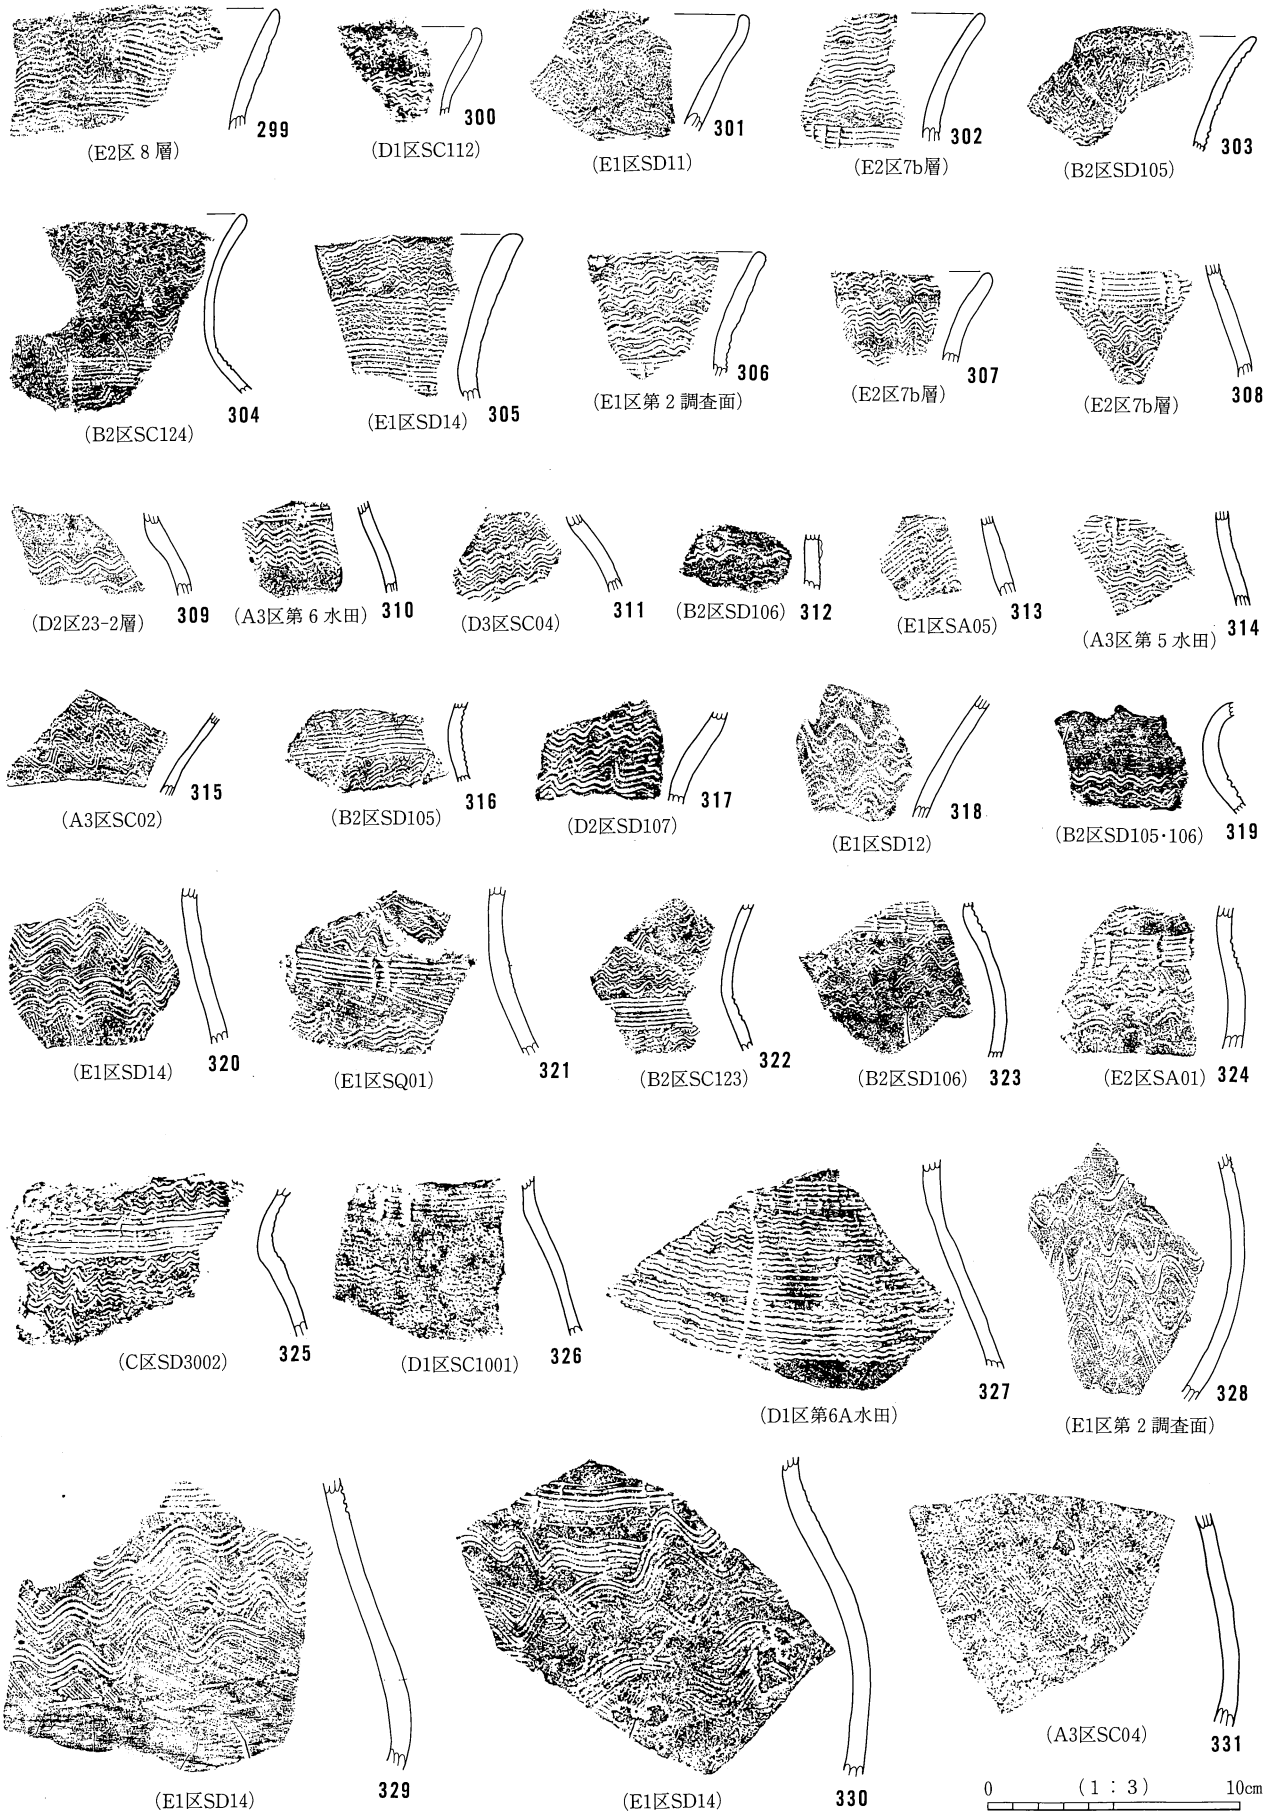 299
(E2区8層)
300
(D1区SC112)
301
(E1区SD11)
302
(E2区7b層)
303
(B2区SD105)
304
(B2区SC124)
305
(E1区SD14)
306
(E1区第2調査面)
307
(E2区7b層)
308
(E2区7b層)
309
(D2区23-2層)
310
(A3区第6水田)
311
(D3区SC04)
312
(B2区SD106)
313
(E1区SA05)
314
(A3区第5水田)
315
(A3区SC02)
316
(B2区SD105)
317
(D2区SD107)
318
(E1区SD12)
319
(B2区SD105・106)
320
(E1区SD14)
321
(E1区SQ01)
322
(B2区SC123)
323
(B2区SD106)
324
(E2区SA01)
325
(C区SD3002)
326
(D1区SC1001)
327
(D1区第6A水田)
328
(E1区第2調査面)
329
(E1区SD14)
330
(E1区SD14)
331
(A3区SC04)
0 (1:3) 10cm